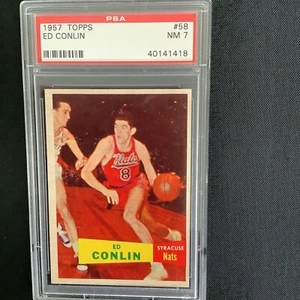 PSA
1957 TOPPS #58
ED CONLIN NM 7
40141418
Nats
8
ED
CONLIN
SYRACUSE
Nats